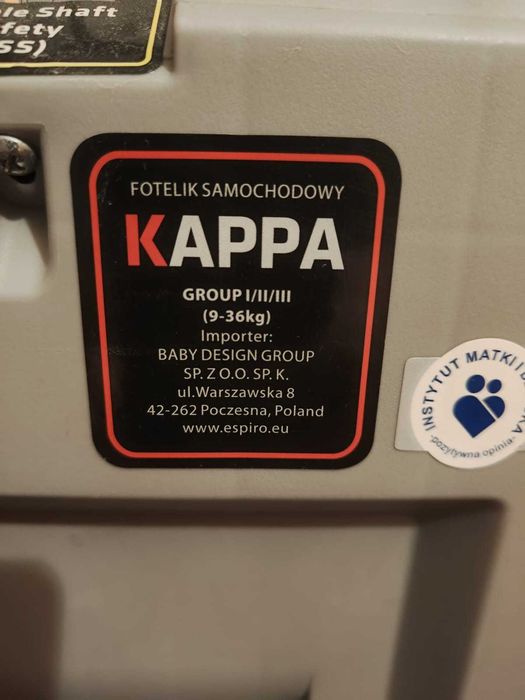 le Shaft
fety
SS)
FOTELIK SAMOCHODOWY
KAPPA
GROUP I/II/III
(9-36kg)
Importer:
BABY DESIGN GROUP
SP. Z O.O. SP. K.
ul.Warszawska 8
42-262 Poczesna, Poland
www.espiro.eu
INSTYTUT MATKI I
KA
·pozytywna opinia·